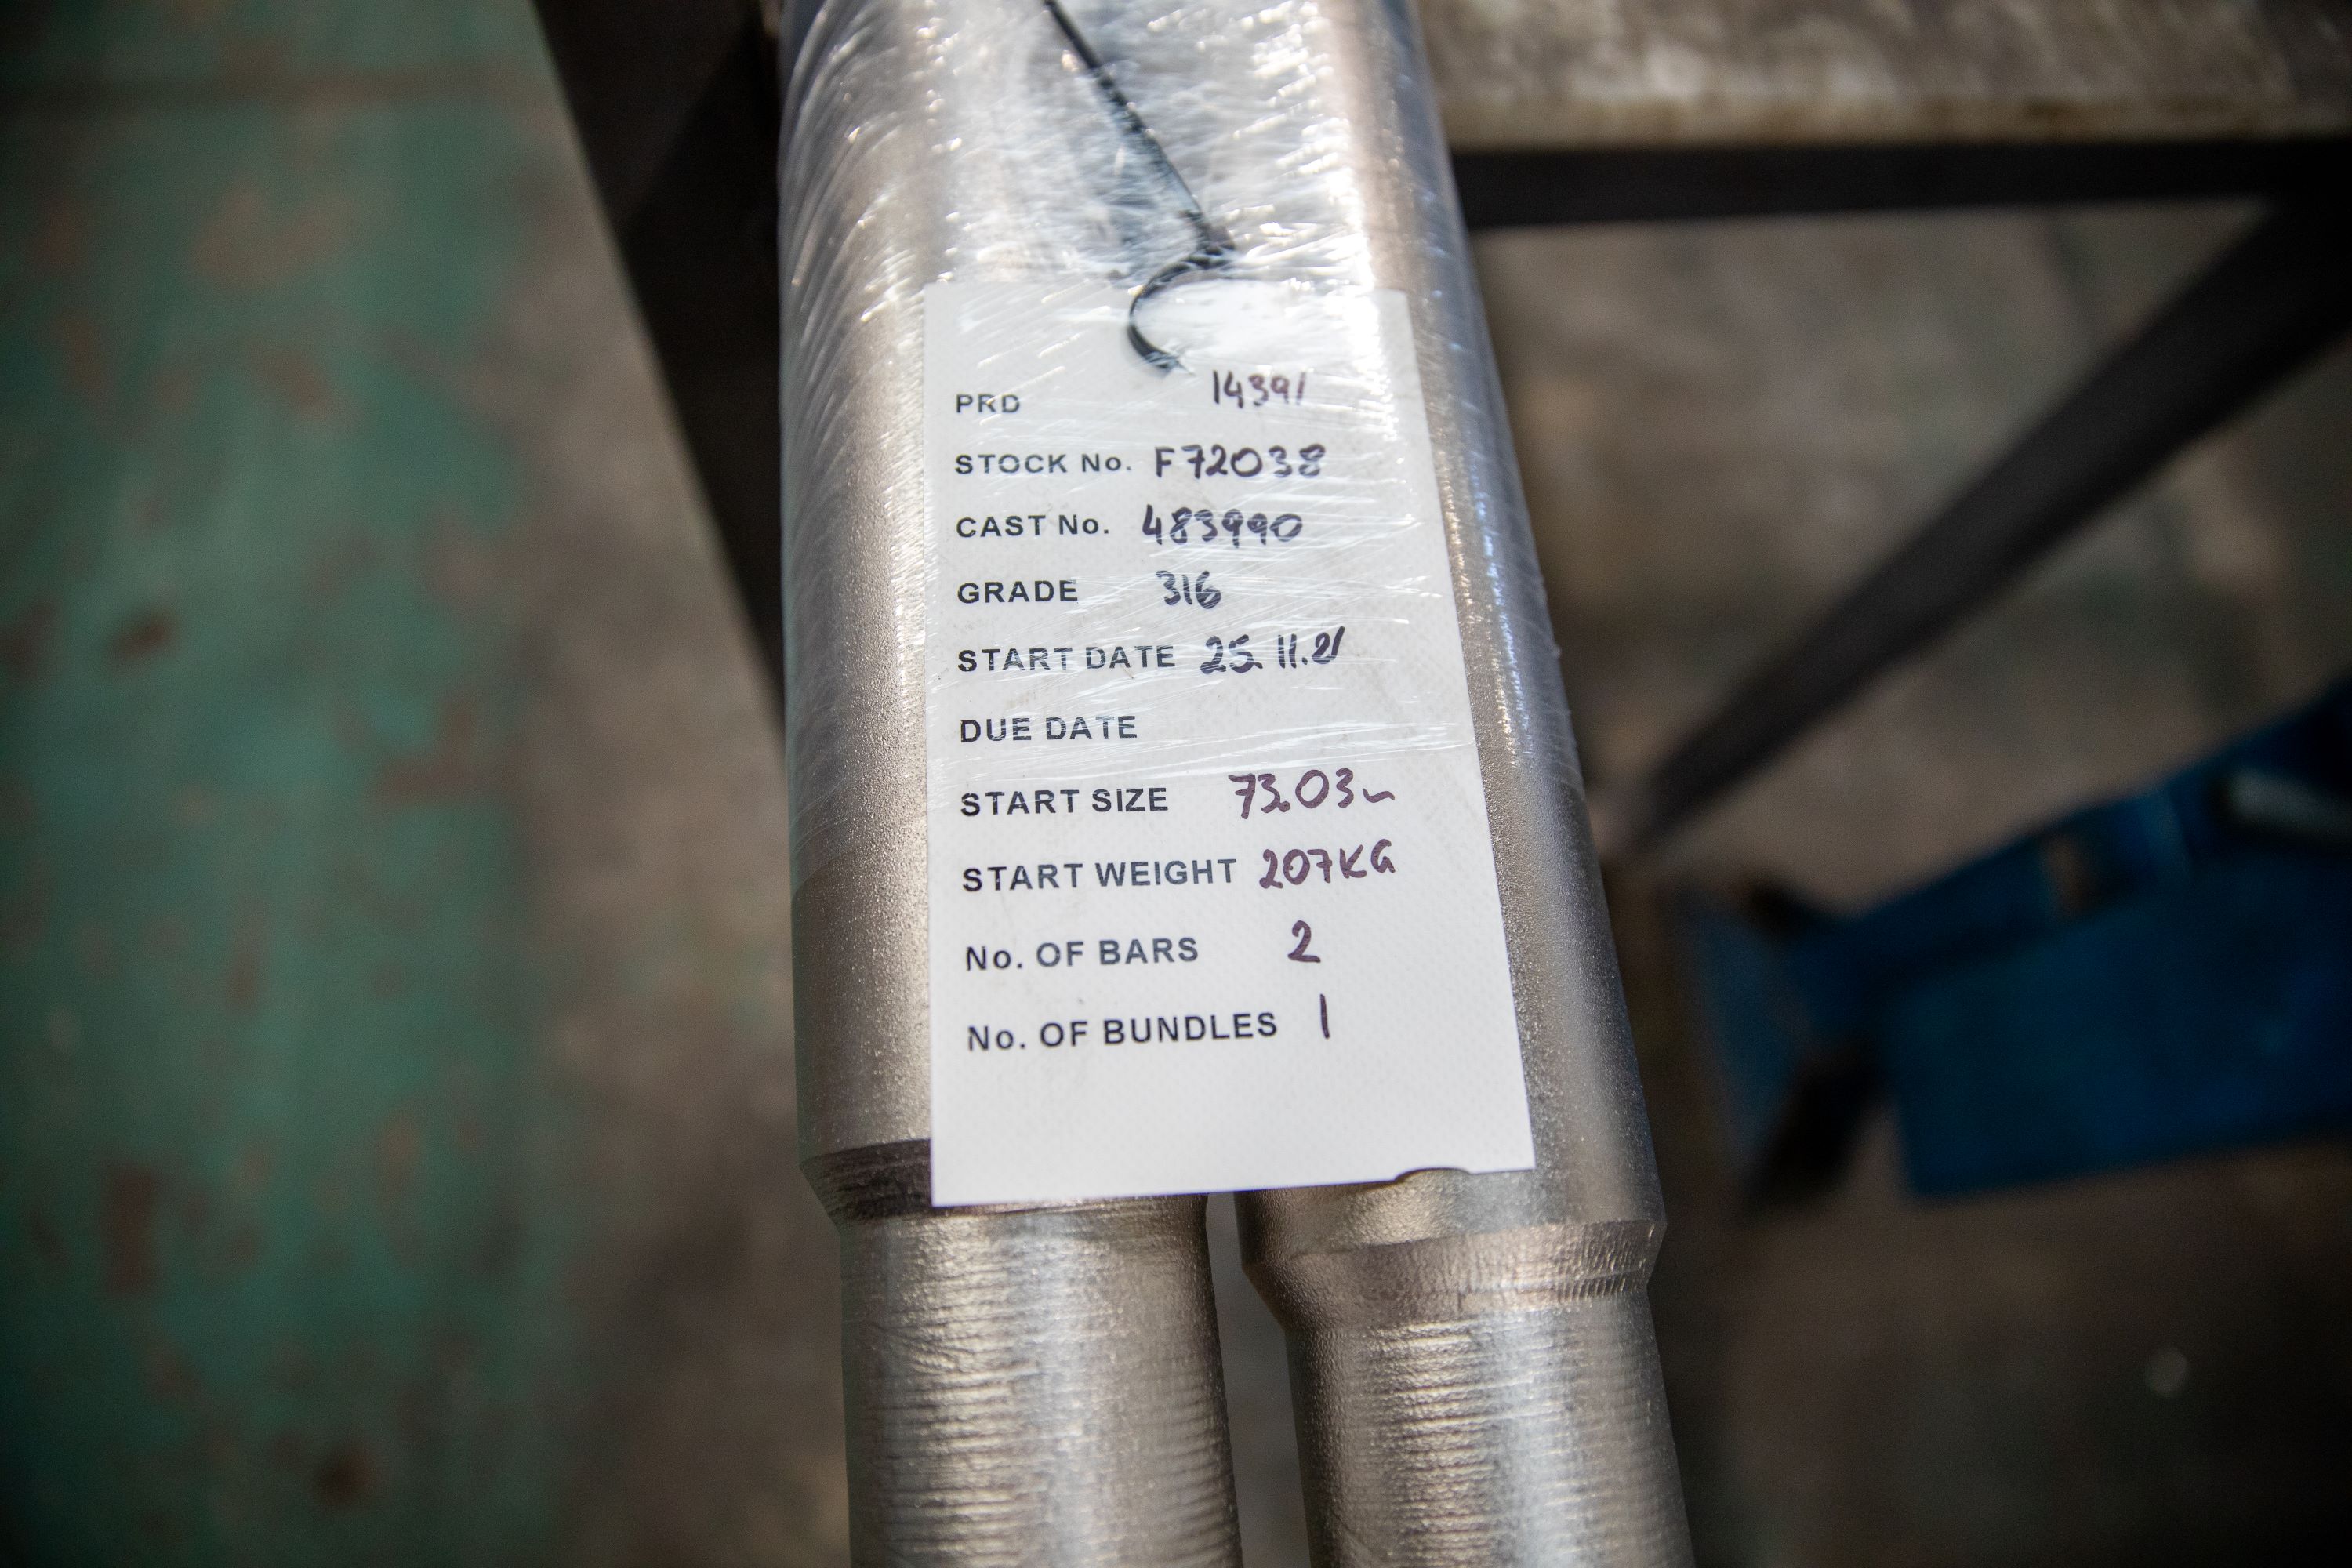 PRD 14391
STOCK No. F72038
CAST No. 483990
GRADE 316
START DATE 25.11.21
DUE DATE
START SIZE 73.03
START WEIGHT 207KG
No. OF BARS 2
No. OF BUNDLES 1